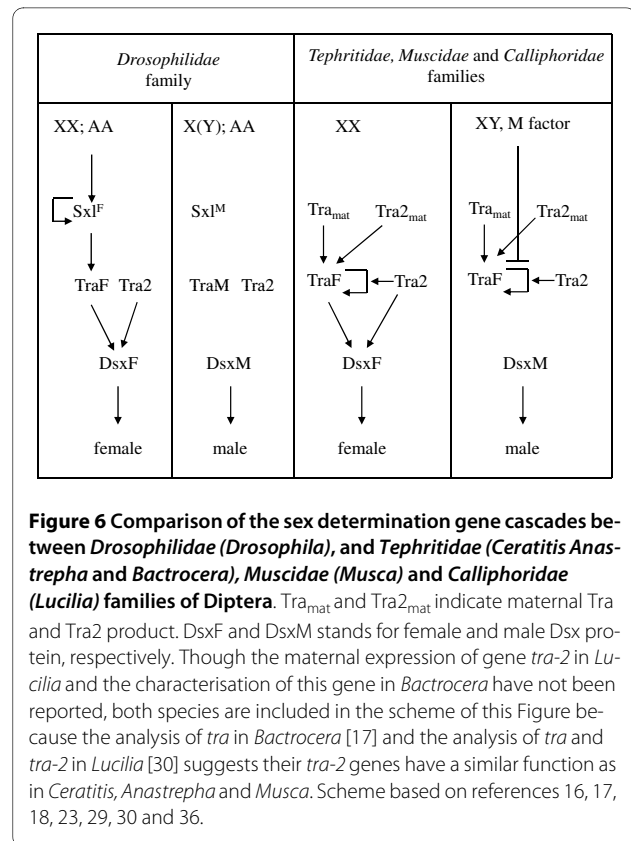 Drosophilidae
family
Tephritidae, Muscidae and Calliphoridae
families
XX; AA
X(Y); AA
XX
XY, M factor
Sxlᶠ
Sxlᴹ
Tra_mat Tra2_mat
Tra_mat Tra2_mat
TraF Tra2
TraM Tra2
TraF Tra2
TraF Tra2
DsxF
DsxM
DsxF
DsxM
female
male
female
male
Figure 6 Comparison of the sex determination gene cascades be-
tween Drosophilidae (Drosophila), and Tephritidae (Ceratitis Anas-
trepha and Bactrocera), Muscidae (Musca) and Calliphoridae
(Lucilia) families of Diptera. Tra_mat and Tra2_mat indicate maternal Tra
and Tra2 product. DsxF and DsxM stands for female and male Dsx pro-
tein, respectively. Though the maternal expression of gene tra-2 in Lu-
cilia and the characterisation of this gene in Bactrocera have not been
reported, both species are included in the scheme of this Figure be-
cause the analysis of tra in Bactrocera [17] and the analysis of tra and
tra-2 in Lucilia [30] suggests their tra-2 genes have a similar function as
in Ceratitis, Anastrepha and Musca. Scheme based on references 16, 17,
18, 23, 29, 30 and 36.